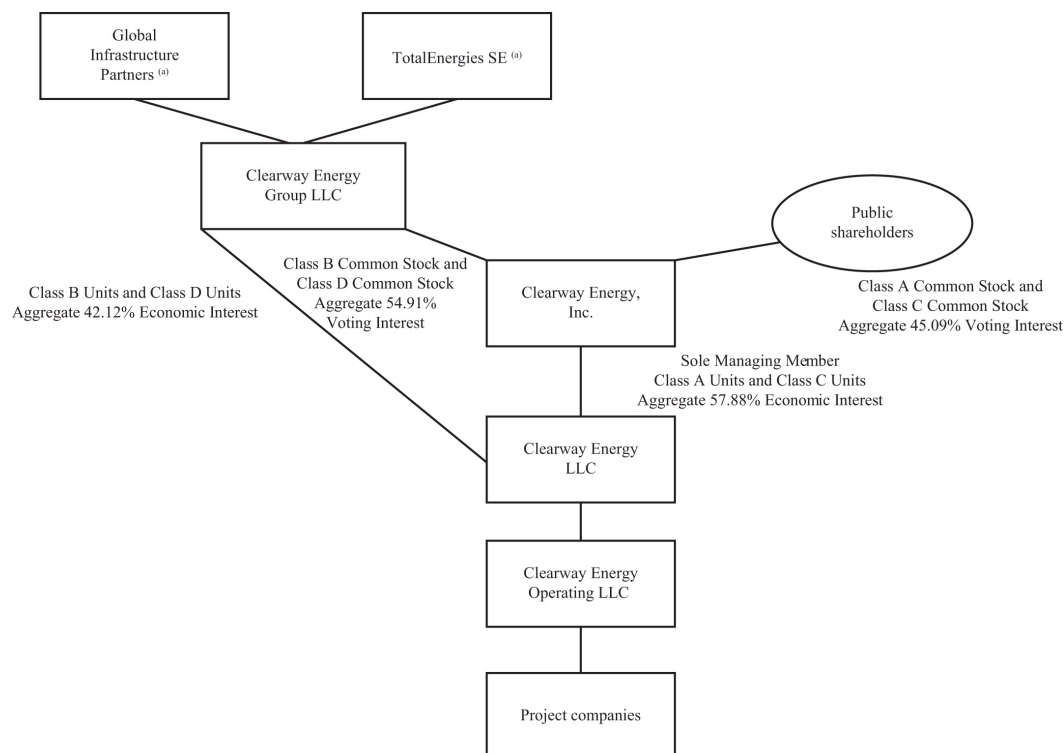 Global
Infrastructure
Partners (a)
TotalEnergies SE (a)
Clearway Energy
Group LLC
Public
shareholders
Class B Units and Class D Units
Aggregate 42.12% Economic Interest
Class B Common Stock and
Class D Common Stock
Aggregate 54.91%
Voting Interest
Clearway Energy,
Inc.
Class A Common Stock and
Class C Common Stock
Aggregate 45.09% Voting Interest
Sole Managing Member
Class A Units and Class C Units
Aggregate 57.88% Economic Interest
Clearway Energy
LLC
Clearway Energy
Operating LLC
Project companies